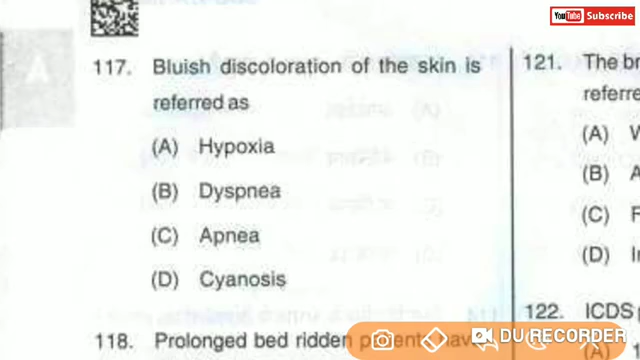 YouTube Subscribe
A
117. Bluish discoloration of the skin is
referred as
(A) Hypoxia
(B) Dyspnea
(C) Apnea
(D) Cyanosis
118. Prolonged bed ridden
121. The
referre
(A)
(B)
(C)
(D)
122. ICDS
(A)
DU RECORDER